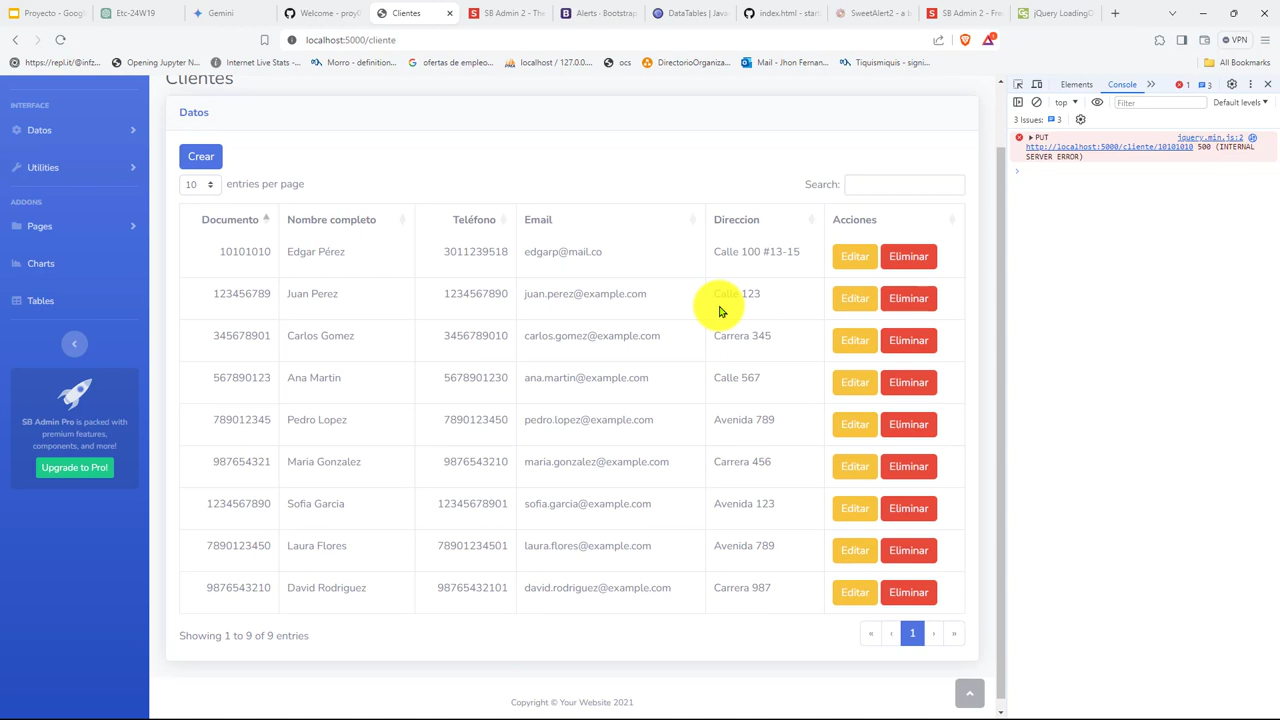 Proyecto - Googl
Ent-24W19
Gemini
Welcome – proy0
Clientes
SB Admin 2 - The
Alerts · Bootstrap
DataTables | Javas
index.html - start
SweetAlert2 - a b
SB Admin 2 - Fre
jQuery LoadingO
localhost:5000/cliente
VPN
https://repl.it/@infz...
Opening Jupyter N...
Internet Live Stats -...
Morro - definition...
ofertas de empleo...
localhost / 127.0.0....
ocs
DirectorioOrganiza...
Mail - Jhon Fernan...
Tiquismiquis - signi...
All Bookmarks
Clientes
INTERFACE
Datos
Utilities
ADDONS
Pages
Charts
Tables
SB Admin Pro is packed with
premium features,
components, and more!
Upgrade to Pro!
Datos
Crear
10 entries per page
Search:
Documento Nombre completo Teléfono Email Direccion Acciones
10101010 Edgar Pérez 3011239518 edgarp@mail.co Calle 100 #13-15 Editar Eliminar
123456789 Juan Perez 1234567890 juan.perez@example.com Calle 123 Editar Eliminar
345678901 Carlos Gomez 3456789010 carlos.gomez@example.com Carrera 345 Editar Eliminar
567890123 Ana Martin 5678901230 ana.martin@example.com Calle 567 Editar Eliminar
789012345 Pedro Lopez 7890123450 pedro.lopez@example.com Avenida 789 Editar Eliminar
987654321 Maria Gonzalez 9876543210 maria.gonzalez@example.com Carrera 456 Editar Eliminar
1234567890 Sofia Garcia 12345678901 sofia.garcia@example.com Avenida 123 Editar Eliminar
7890123450 Laura Flores 78901234501 laura.flores@example.com Avenida 789 Editar Eliminar
9876543210 David Rodriguez 98765432101 david.rodriguez@example.com Carrera 987 Editar Eliminar
Showing 1 to 9 of 9 entries
« ‹ 1 › »
Copyright © Your Website 2021
Elements Console 1 3
top Filter Default levels
3 Issues: 3
PUT jquery.min.js:2
http://localhost:5000/cliente/10101010 500 (INTERNAL
SERVER ERROR)